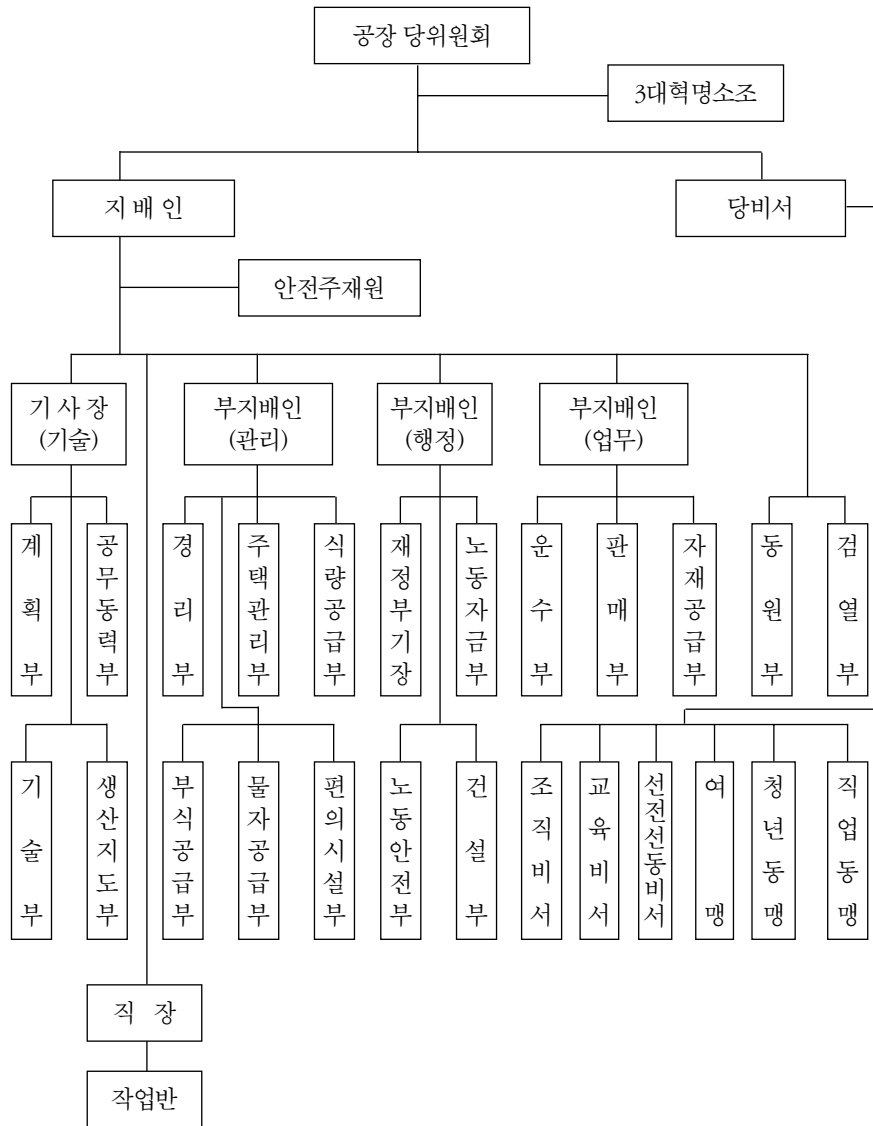 공장 당위원회
3대혁명소조
지 배 인
당비서
안전주재원
기 사 장
(기술)
부지배인
(관리)
부지배인
(행정)
부지배인
(업무)
계획부
공무동력부
경리부
주택관리부
식량공급부
재정부기장
노동자금부
운수부
판매부
자재공급부
동원부
검열부
기술부
생산지도부
부식공급부
물자공급부
편의시설부
노동안전부
건설부
조직비서
교육비서
선전선동비서
여맹
청년동맹
직업동맹
직 장
작업반